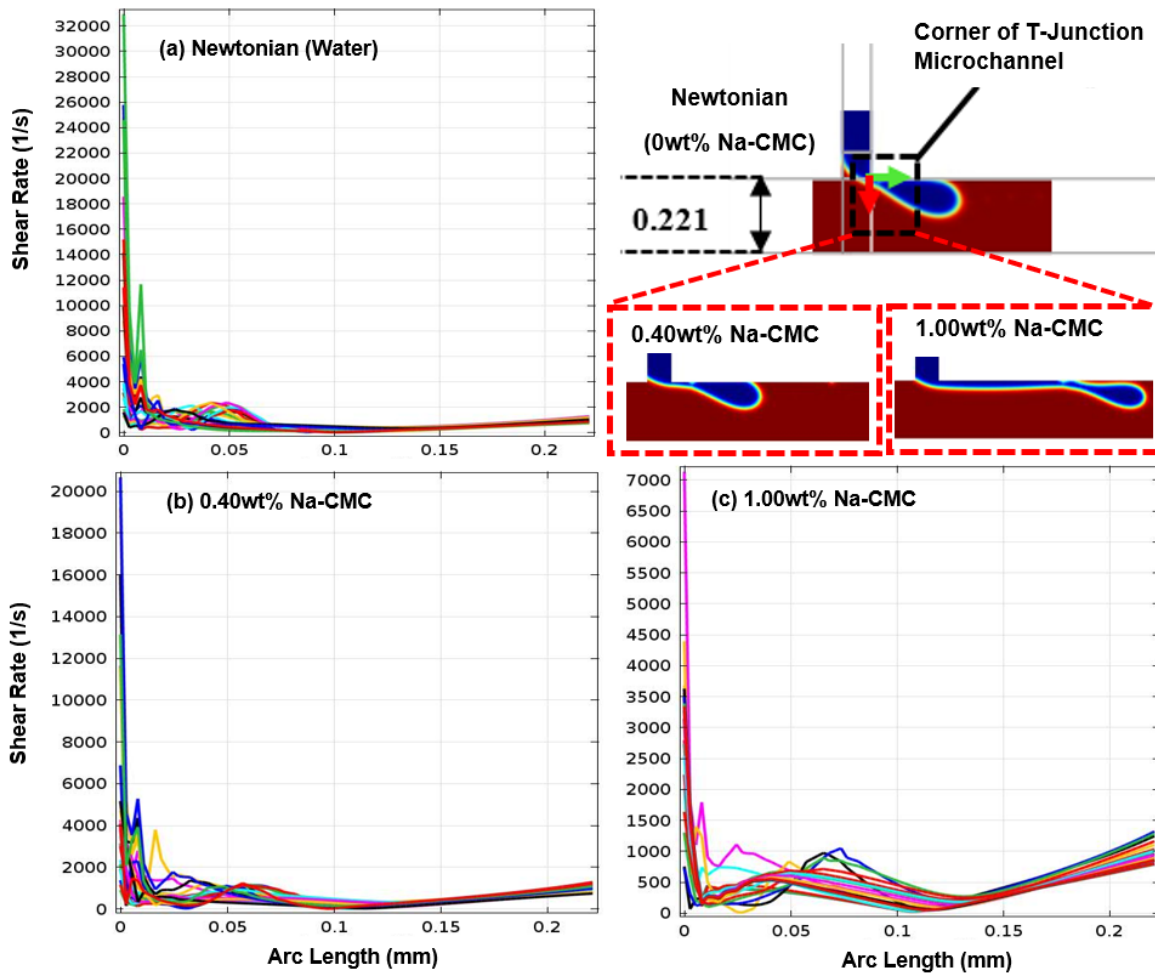 (a) Newtonian (Water)
Shear Rate (1/s)
32000
30000
28000
26000
24000
22000
20000
18000
16000
14000
12000
10000
8000
6000
4000
2000
0
0 0.05 0.1 0.15 0.2
Corner of T-Junction
Microchannel
Newtonian
(0wt% Na-CMC)
0.221
0.40wt% Na-CMC
1.00wt% Na-CMC
(b) 0.40wt% Na-CMC
Shear Rate (1/s)
20000
18000
16000
14000
12000
10000
8000
6000
4000
2000
0
0 0.05 0.1 0.15 0.2
Arc Length (mm)
(c) 1.00wt% Na-CMC
7000
6500
6000
5500
5000
4500
4000
3500
3000
2500
2000
1500
1000
500
0
0 0.05 0.1 0.15 0.2
Arc Length (mm)